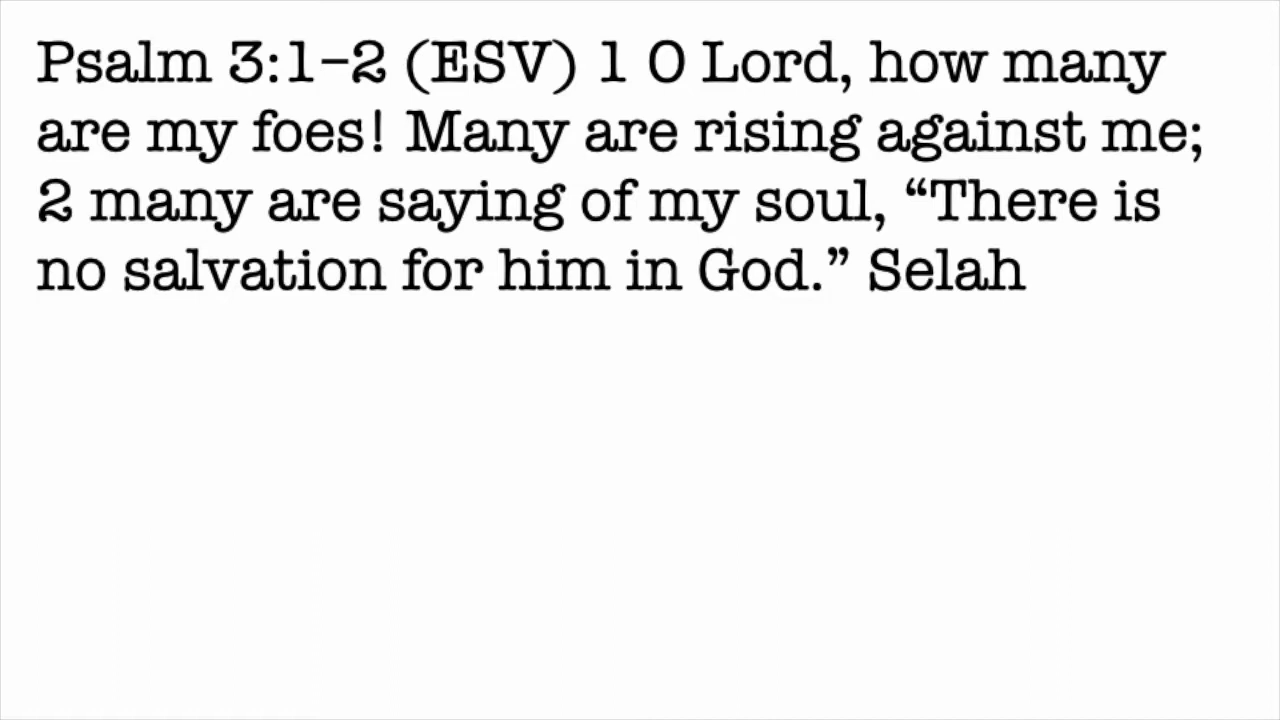 Psalm 3:1–2 (ESV) 1 O Lord, how many
are my foes! Many are rising against me;
2 many are saying of my soul, “There is
no salvation for him in God.” Selah